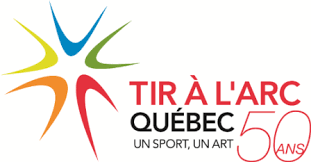 TIR À L'ARC
QUÉBEC
UN SPORT, UN ART
50 ANS